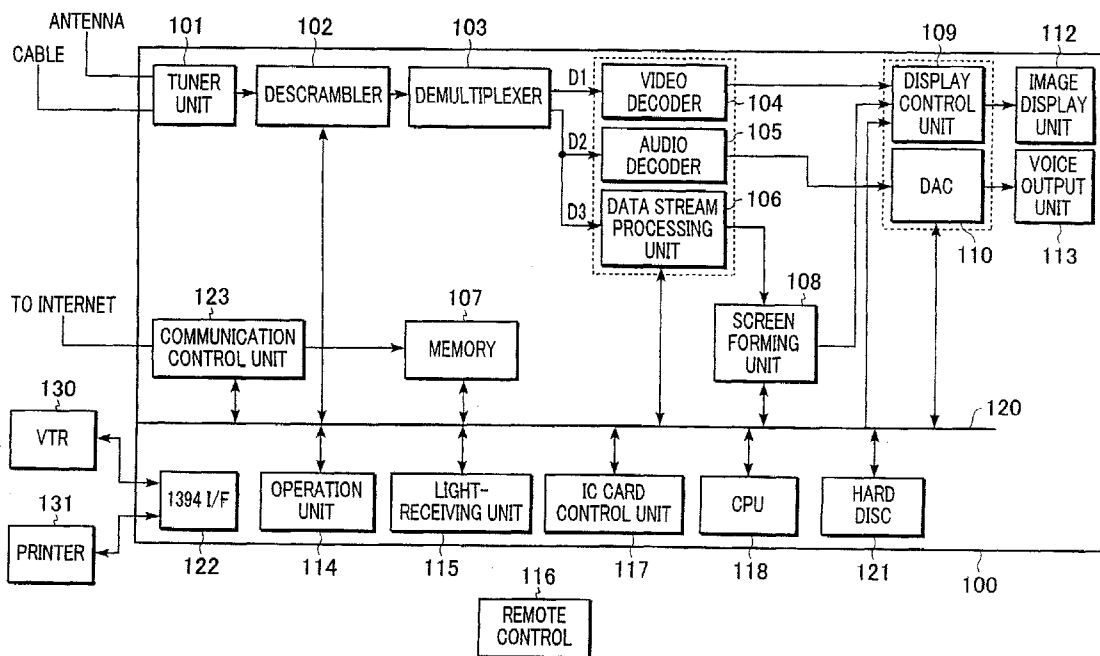 ANTENNA
CABLE
101
102
103
109
112
TUNER
UNIT
DESCRAMBLER
DEMULTIPLEXER
D1
D2
D3
VIDEO
DECODER
104
105
AUDIO
DECODER
106
DATA STREAM
PROCESSING
UNIT
DISPLAY
CONTROL
UNIT
IMAGE
DISPLAY
UNIT
DAC
VOICE
OUTPUT
UNIT
110
113
TO INTERNET
123
COMMUNICATION
CONTROL UNIT
107
MEMORY
108
SCREEN
FORMING
UNIT
120
130
VTR
131
PRINTER
1394 I/F
122
OPERATION
UNIT
114
LIGHT-
RECEIVING UNIT
115
IC CARD
CONTROL UNIT
117
CPU
118
HARD
DISC
121
100
116
REMOTE
CONTROL